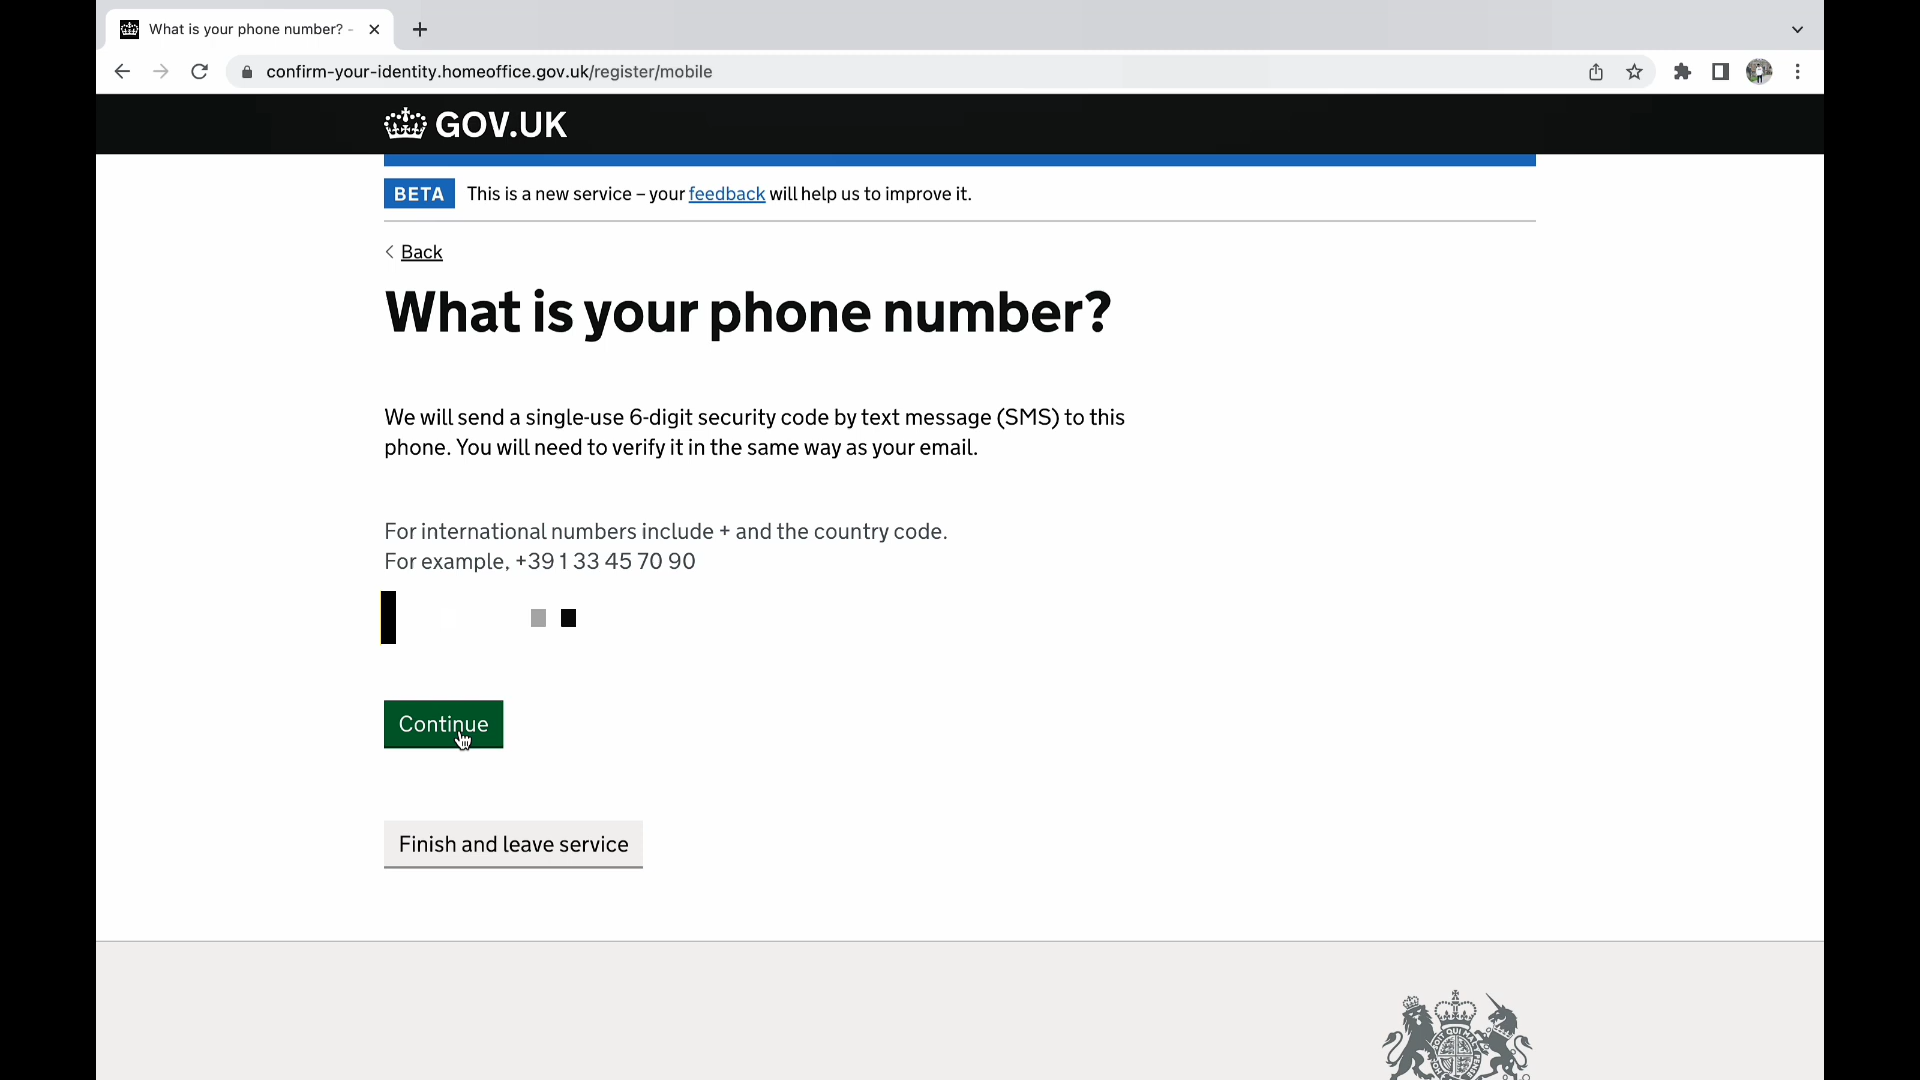 What is your phone number? -
confirm-your-identity.homeoffice.gov.uk/register/mobile
GOV.UK
BETA This is a new service – your feedback will help us to improve it.
Back
What is your phone number?
We will send a single-use 6-digit security code by text message (SMS) to this
phone. You will need to verify it in the same way as your email.
For international numbers include + and the country code.
For example, +39 1 33 45 70 90
Continue
Finish and leave service